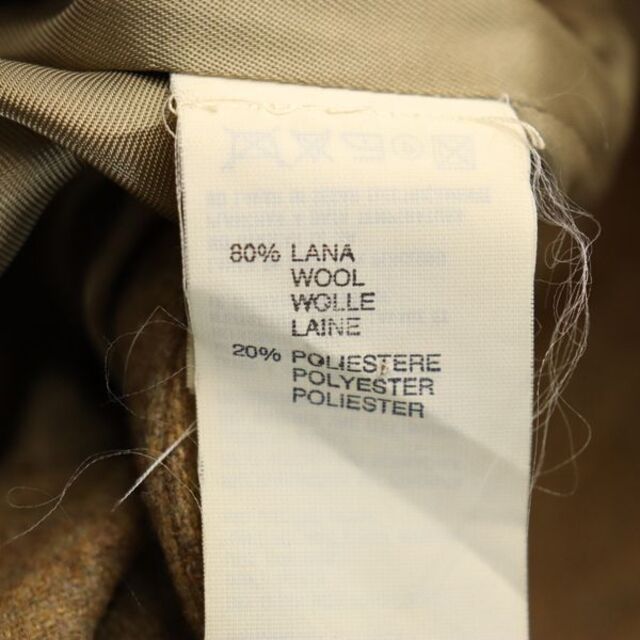 80% LANA
WOOL
WOLLE
LAINE
20% POLIESTERE
POLYESTER
POLIESTER